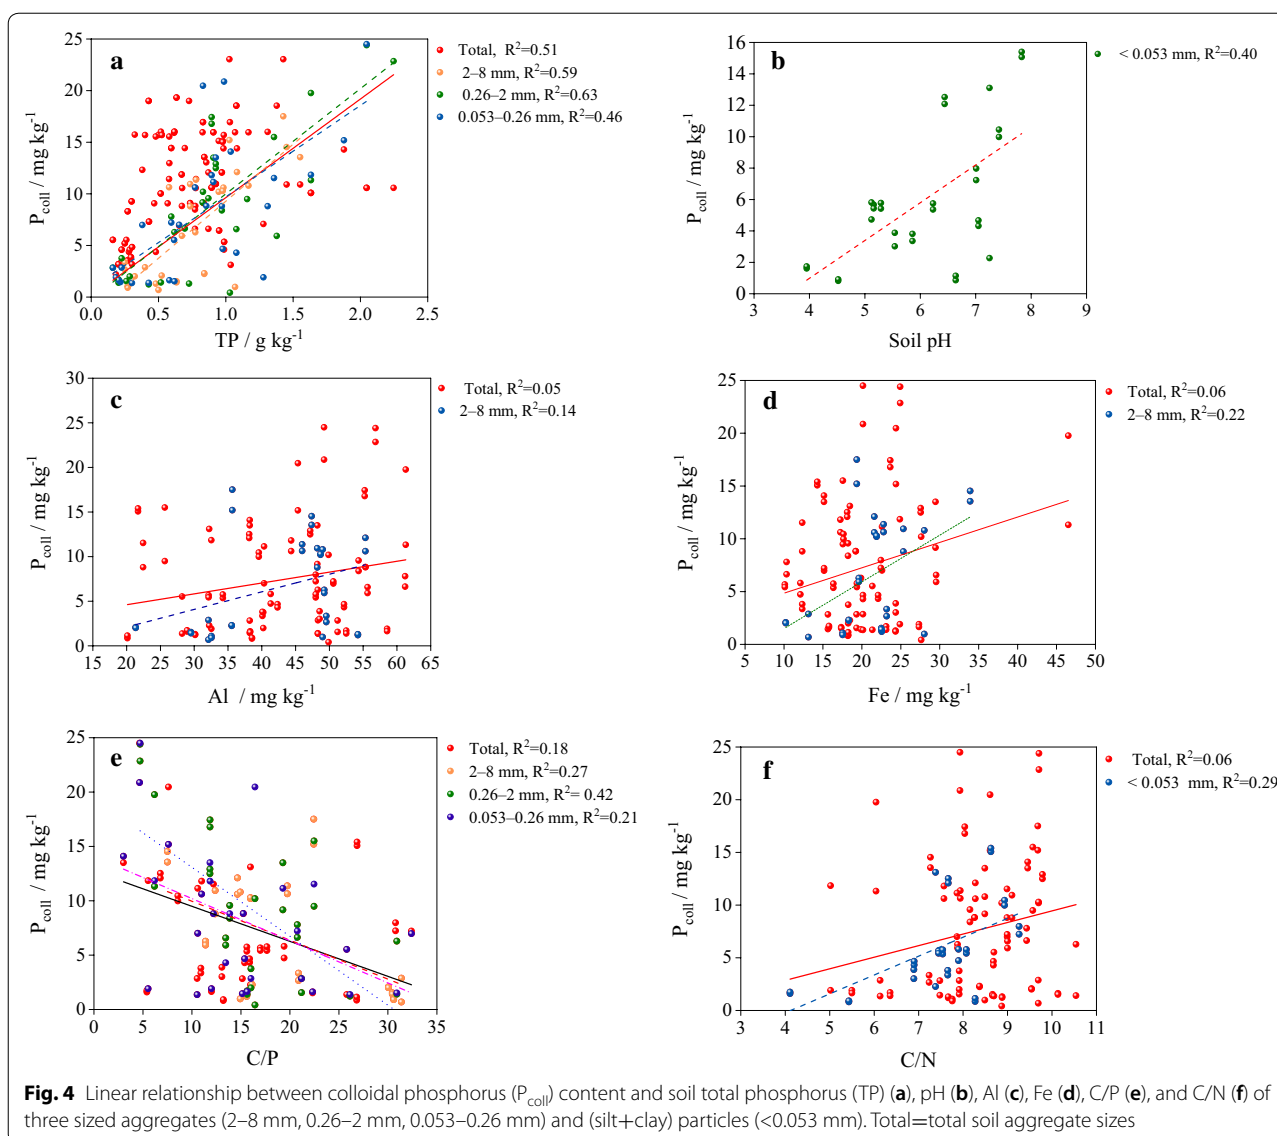 a
Total, R²=0.51
2–8 mm, R²=0.59
0.26–2 mm, R²=0.63
0.053–0.26 mm, R²=0.46
P_coll / mg kg⁻¹
25
20
15
10
5
0
0.0 0.5 1.0 1.5 2.0 2.5
TP / g kg⁻¹
b
< 0.053 mm, R²=0.40
P_coll / mg kg⁻¹
16
14
12
10
8
6
4
2
0
3 4 5 6 7 8 9
Soil pH
c
Total, R²=0.05
2–8 mm, R²=0.14
P_coll / mg kg⁻¹
30
25
20
15
10
5
0
15 20 25 30 35 40 45 50 55 60 65
Al / mg kg⁻¹
d
Total, R²=0.06
2–8 mm, R²=0.22
P_coll / mg kg⁻¹
25
20
15
10
5
0
5 10 15 20 25 30 35 40 45 50
Fe / mg kg⁻¹
e
Total, R²=0.18
2–8 mm, R²=0.27
0.26–2 mm, R²= 0.42
0.053–0.26 mm, R²=0.21
P_coll / mg kg⁻¹
25
20
15
10
5
0
0 5 10 15 20 25 30 35
C/P
f
Total, R²=0.06
< 0.053 mm, R²=0.29
P_coll / mg kg⁻¹
25
20
15
10
5
0
3 4 5 6 7 8 9 10 11
C/N
Fig. 4 Linear relationship between colloidal phosphorus (P_coll) content and soil total phosphorus (TP) (a), pH (b), Al (c), Fe (d), C/P (e), and C/N (f) of
three sized aggregates (2–8 mm, 0.26–2 mm, 0.053–0.26 mm) and (silt+clay) particles (<0.053 mm). Total=total soil aggregate sizes